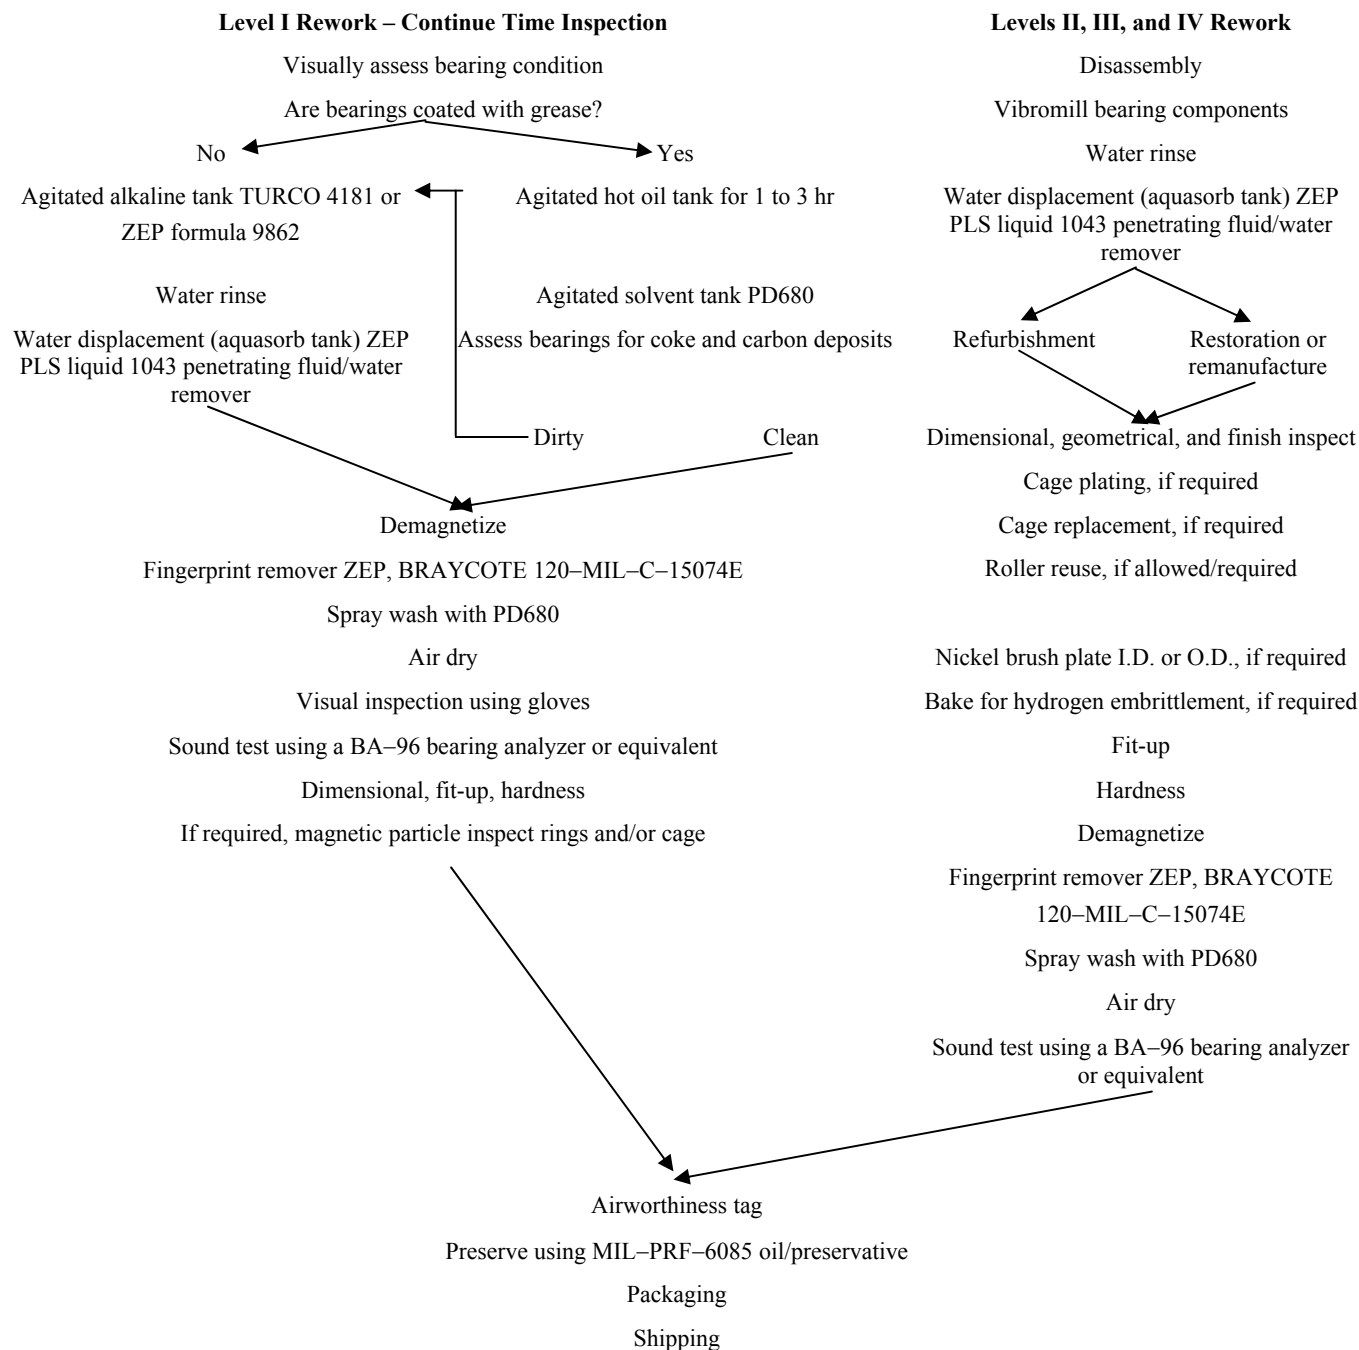 Level I Rework – Continue Time Inspection
Visually assess bearing condition
Are bearings coated with grease?
No
Yes
Agitated alkaline tank TURCO 4181 or
ZEP formula 9862
Agitated hot oil tank for 1 to 3 hr
Water rinse
Agitated solvent tank PD680
Water displacement (aquasorb tank) ZEP
PLS liquid 1043 penetrating fluid/water
remover
Assess bearings for coke and carbon deposits
Dirty
Clean
Demagnetize
Fingerprint remover ZEP, BRAYCOTE 120–MIL–C–15074E
Spray wash with PD680
Air dry
Visual inspection using gloves
Sound test using a BA–96 bearing analyzer or equivalent
Dimensional, fit-up, hardness
If required, magnetic particle inspect rings and/or cage
Levels II, III, and IV Rework
Disassembly
Vibromill bearing components
Water rinse
Water displacement (aquasorb tank) ZEP
PLS liquid 1043 penetrating fluid/water
remover
Refurbishment
Restoration or
remanufacture
Dimensional, geometrical, and finish inspect
Cage plating, if required
Cage replacement, if required
Roller reuse, if allowed/required
Nickel brush plate I.D. or O.D., if required
Bake for hydrogen embrittlement, if required
Fit-up
Hardness
Demagnetize
Fingerprint remover ZEP, BRAYCOTE
120–MIL–C–15074E
Spray wash with PD680
Air dry
Sound test using a BA–96 bearing analyzer
or equivalent
Airworthiness tag
Preserve using MIL–PRF–6085 oil/preservative
Packaging
Shipping